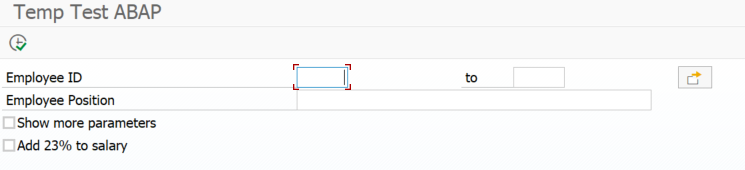 Temp Test ABAP
Employee ID to
Employee Position
Show more parameters
Add 23% to salary